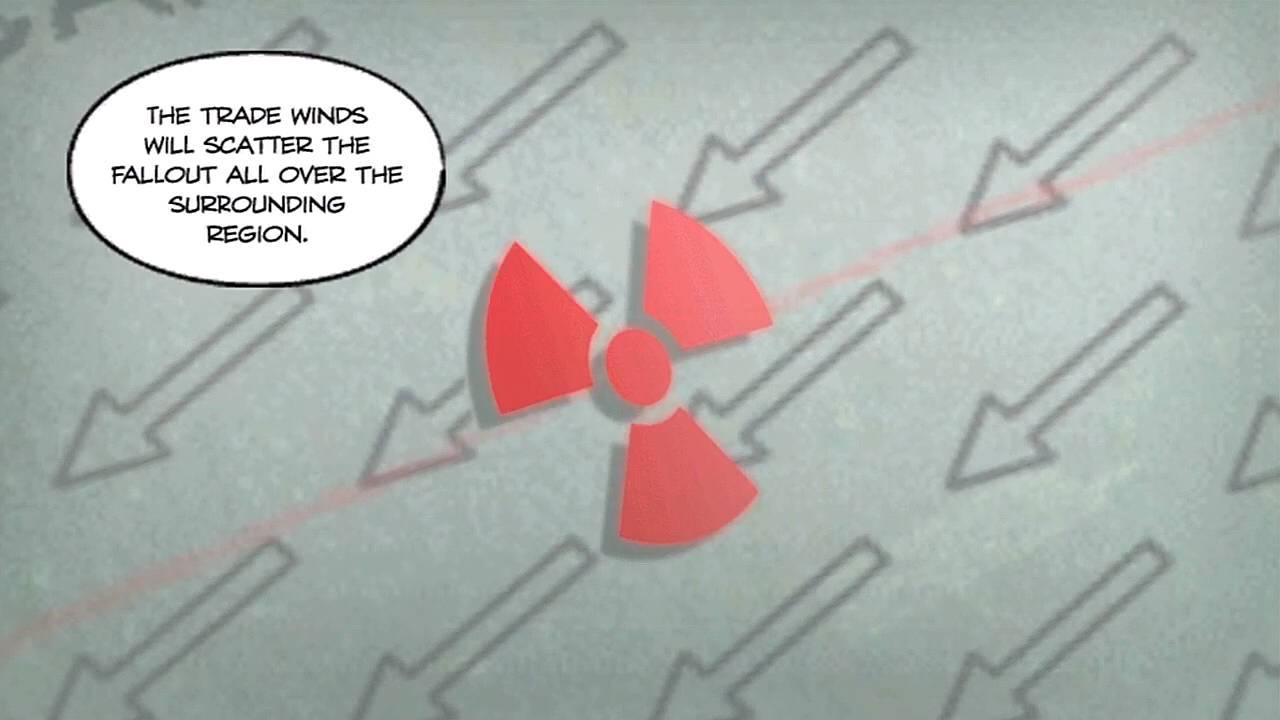 THE TRADE WINDS
WILL SCATTER THE
FALLOUT ALL OVER THE
SURROUNDING
REGION.